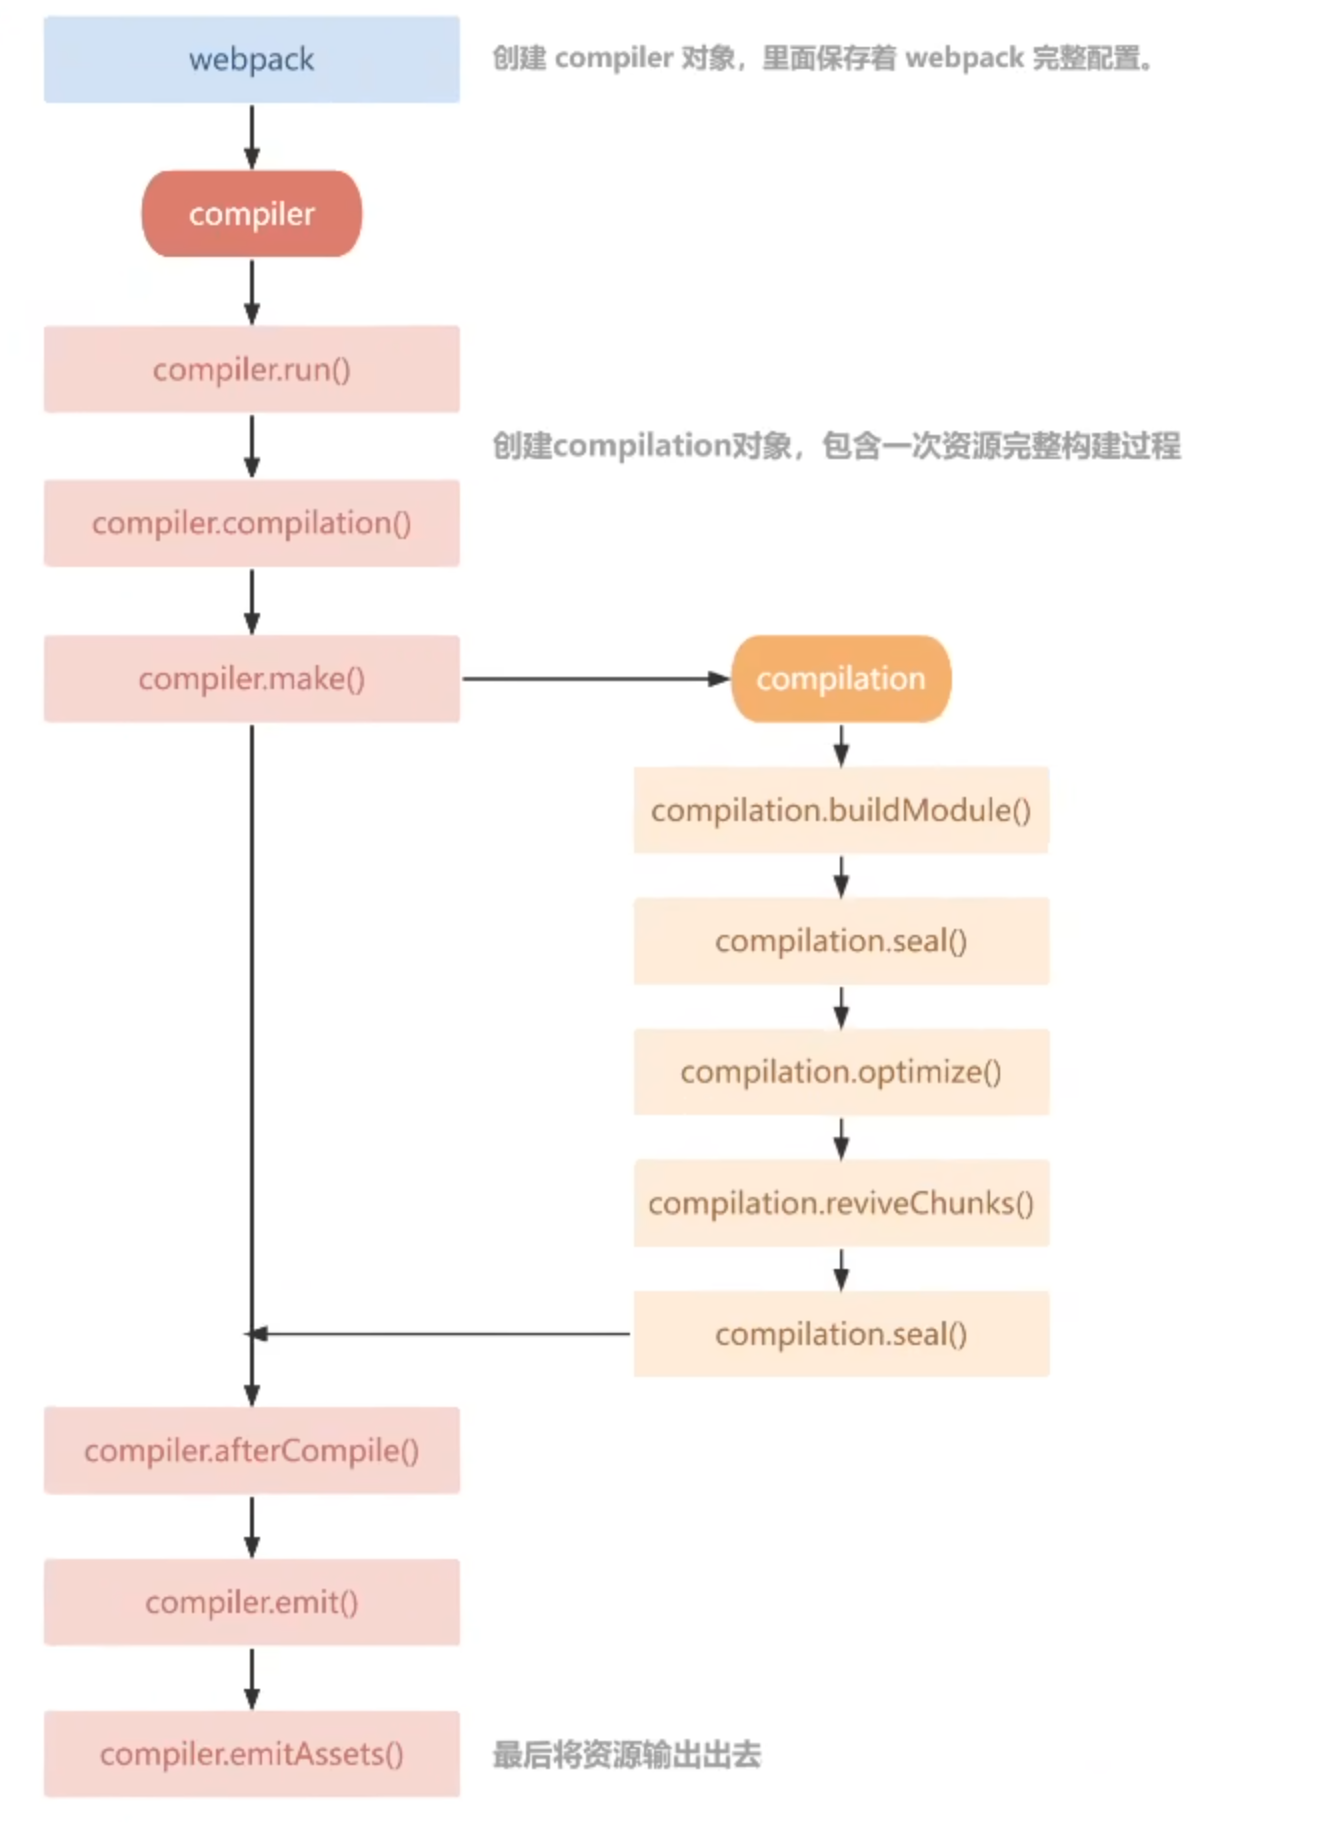 webpack
创建 compiler 对象，里面保存着 webpack 完整配置。
compiler
compiler.run()
创建compilation对象，包含一次资源完整构建过程
compiler.compilation()
compiler.make()
compilation
compilation.buildModule()
compilation.seal()
compilation.optimize()
compilation.reviveChunks()
compilation.seal()
compiler.afterCompile()
compiler.emit()
compiler.emitAssets()
最后将资源输出出去